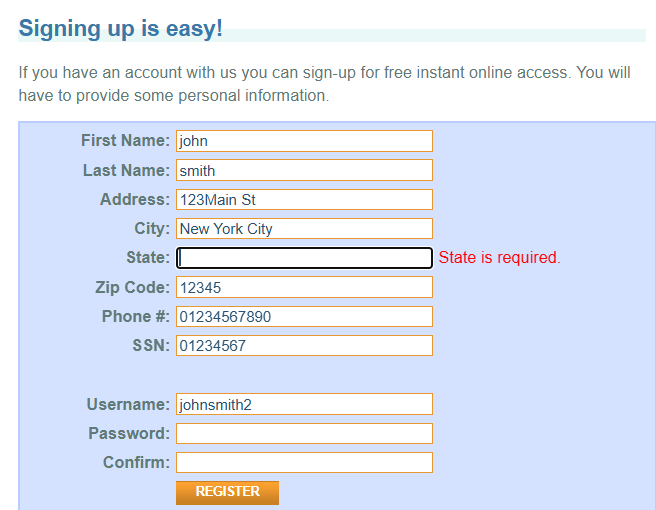 Signing up is easy!
If you have an account with us you can sign-up for free instant online access. You will
have to provide some personal information.
First Name: john
Last Name: smith
Address: 123Main St
City: New York City
State: State is required.
Zip Code: 12345
Phone #: 01234567890
SSN: 01234567
Username: johnsmith2
Password:
Confirm:
REGISTER